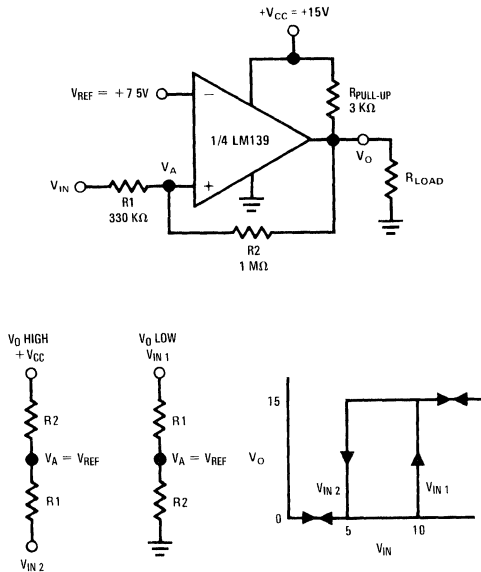 +VCC = +15V
VREF = +7 5V
−
RPULL-UP
3 KΩ
1/4 LM139
VA
VO
VIN
+
R1
330 KΩ
RLOAD
R2
1 MΩ
VO HIGH
+ VCC
VO LOW
VIN 1
R2
R1
15
VA = VREF
VA = VREF
VO
R1
R2
VIN 2
VIN 1
0
5
10
VIN 2
VIN